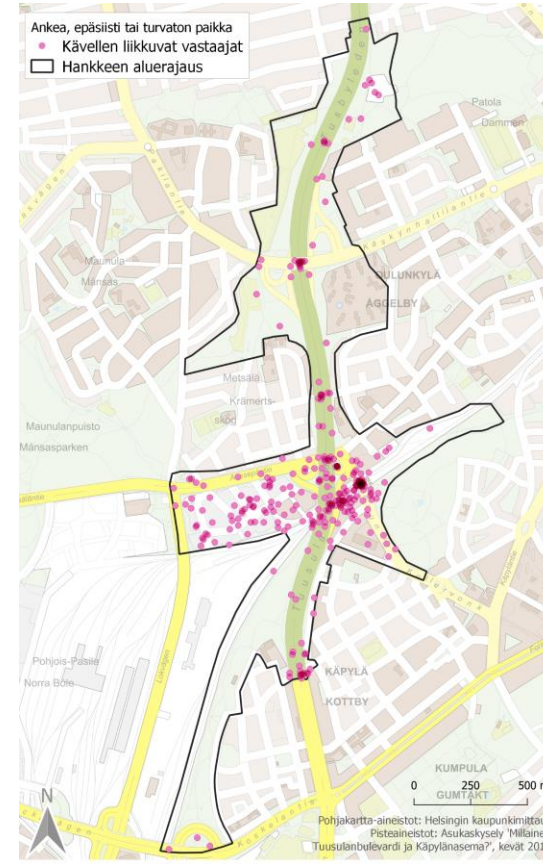 Ankea, epäsiisti tai turvaton paikka
Kävellen liikkuvat vastaajat
Hankkeen aluerajaus
Patola
Dammen
Maunula
Månsas
OULUNKYLÄ
ÅGGELBY
Metsälä
Krämerts-
skog
Maunulanpuisto
Månsasparken
Pohjois-Pasila
Norra Böle
KÄPYLÄ
KOTTBY
KUMPULA
GUMTÄKT
0 250 500 m
N
Pohjakartta-aineistot: Helsingin kaupunkimittau
Pisteaineistot: Asukaskysely 'Millaine
Tuusulanbulevardi ja Käpylänasema?', kevät 201